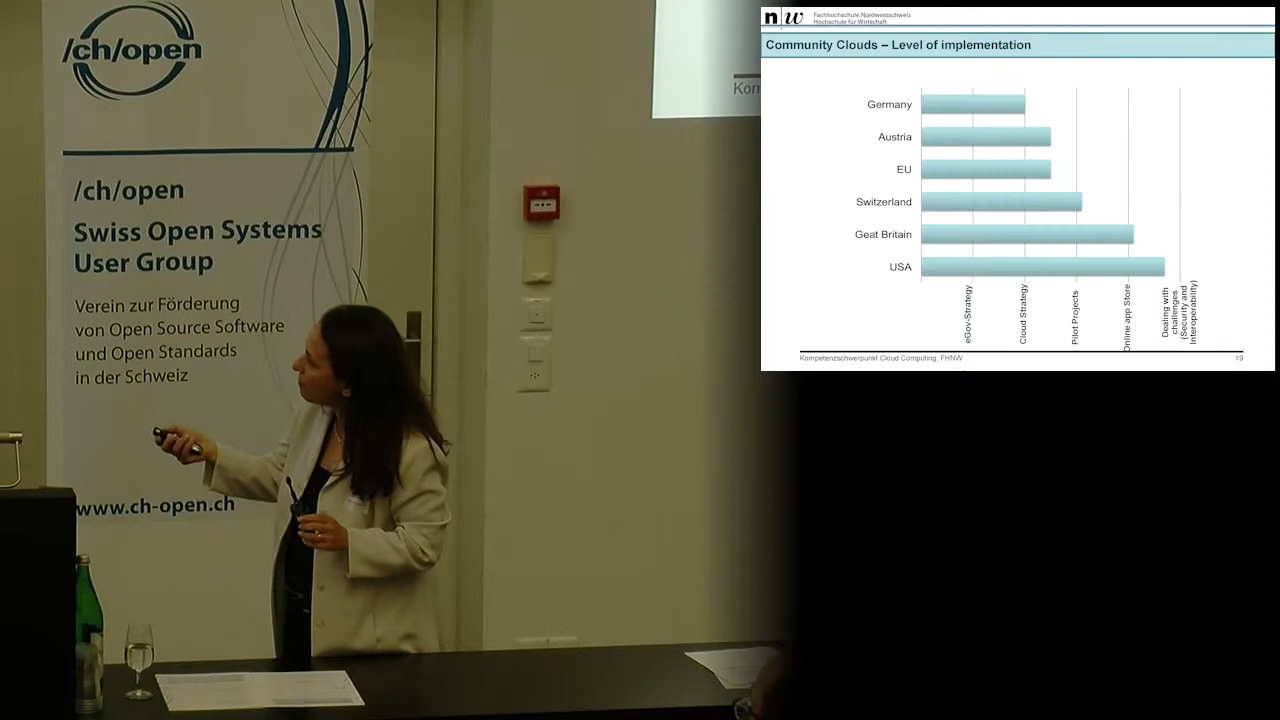 /ch/open
/ch/open
Swiss Open Systems
User Group
Verein zur Förderung
von Open Source Software
und Open Standards
in der Schweiz
www.ch-open.ch
n w
Fachhochschule Nordwestschweiz
Hochschule für Wirtschaft
Community Clouds – Level of implementation
Germany
Austria
EU
Switzerland
Geat Britain
USA
eGov-Strategy
Cloud Strategy
Pilot Projects
Online app Store
Dealing with
challenges
(Security and
Interoperability)
Kompetenzschwerpunkt Cloud Computing, FHNW
19